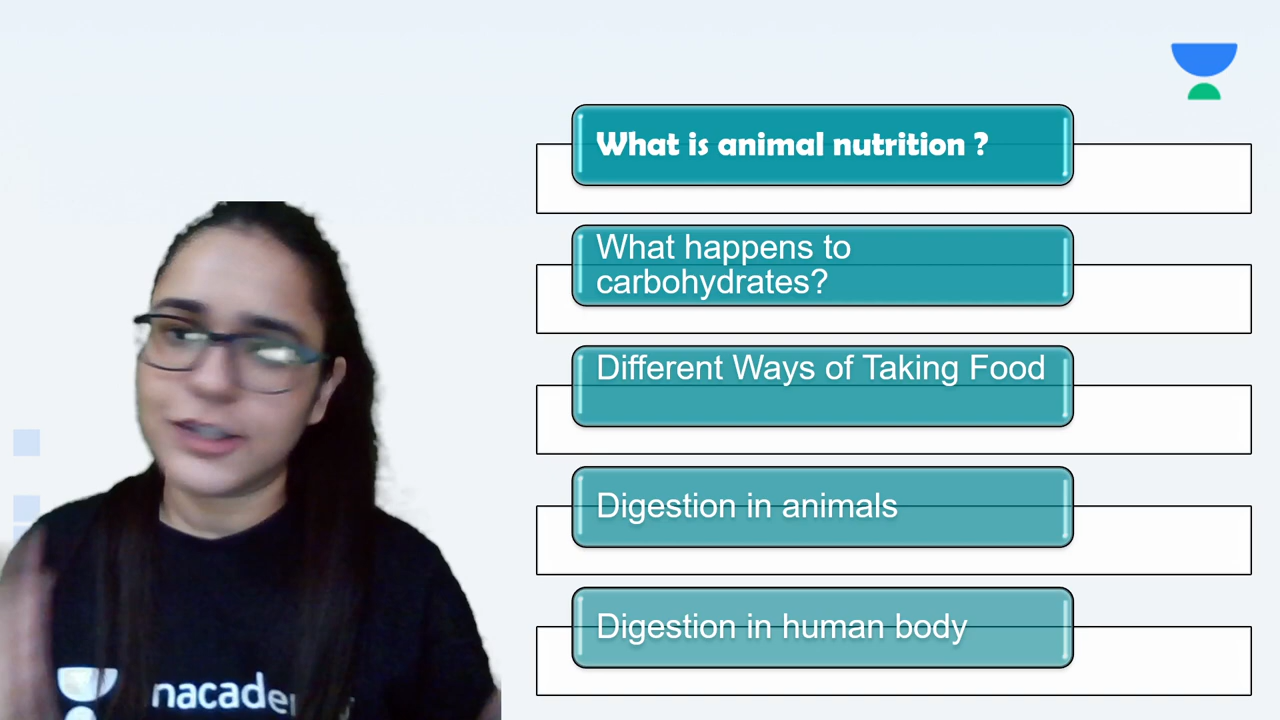 What is animal nutrition ?
What happens to
carbohydrates?
Different Ways of Taking Food
Digestion in animals
Digestion in human body
nacade